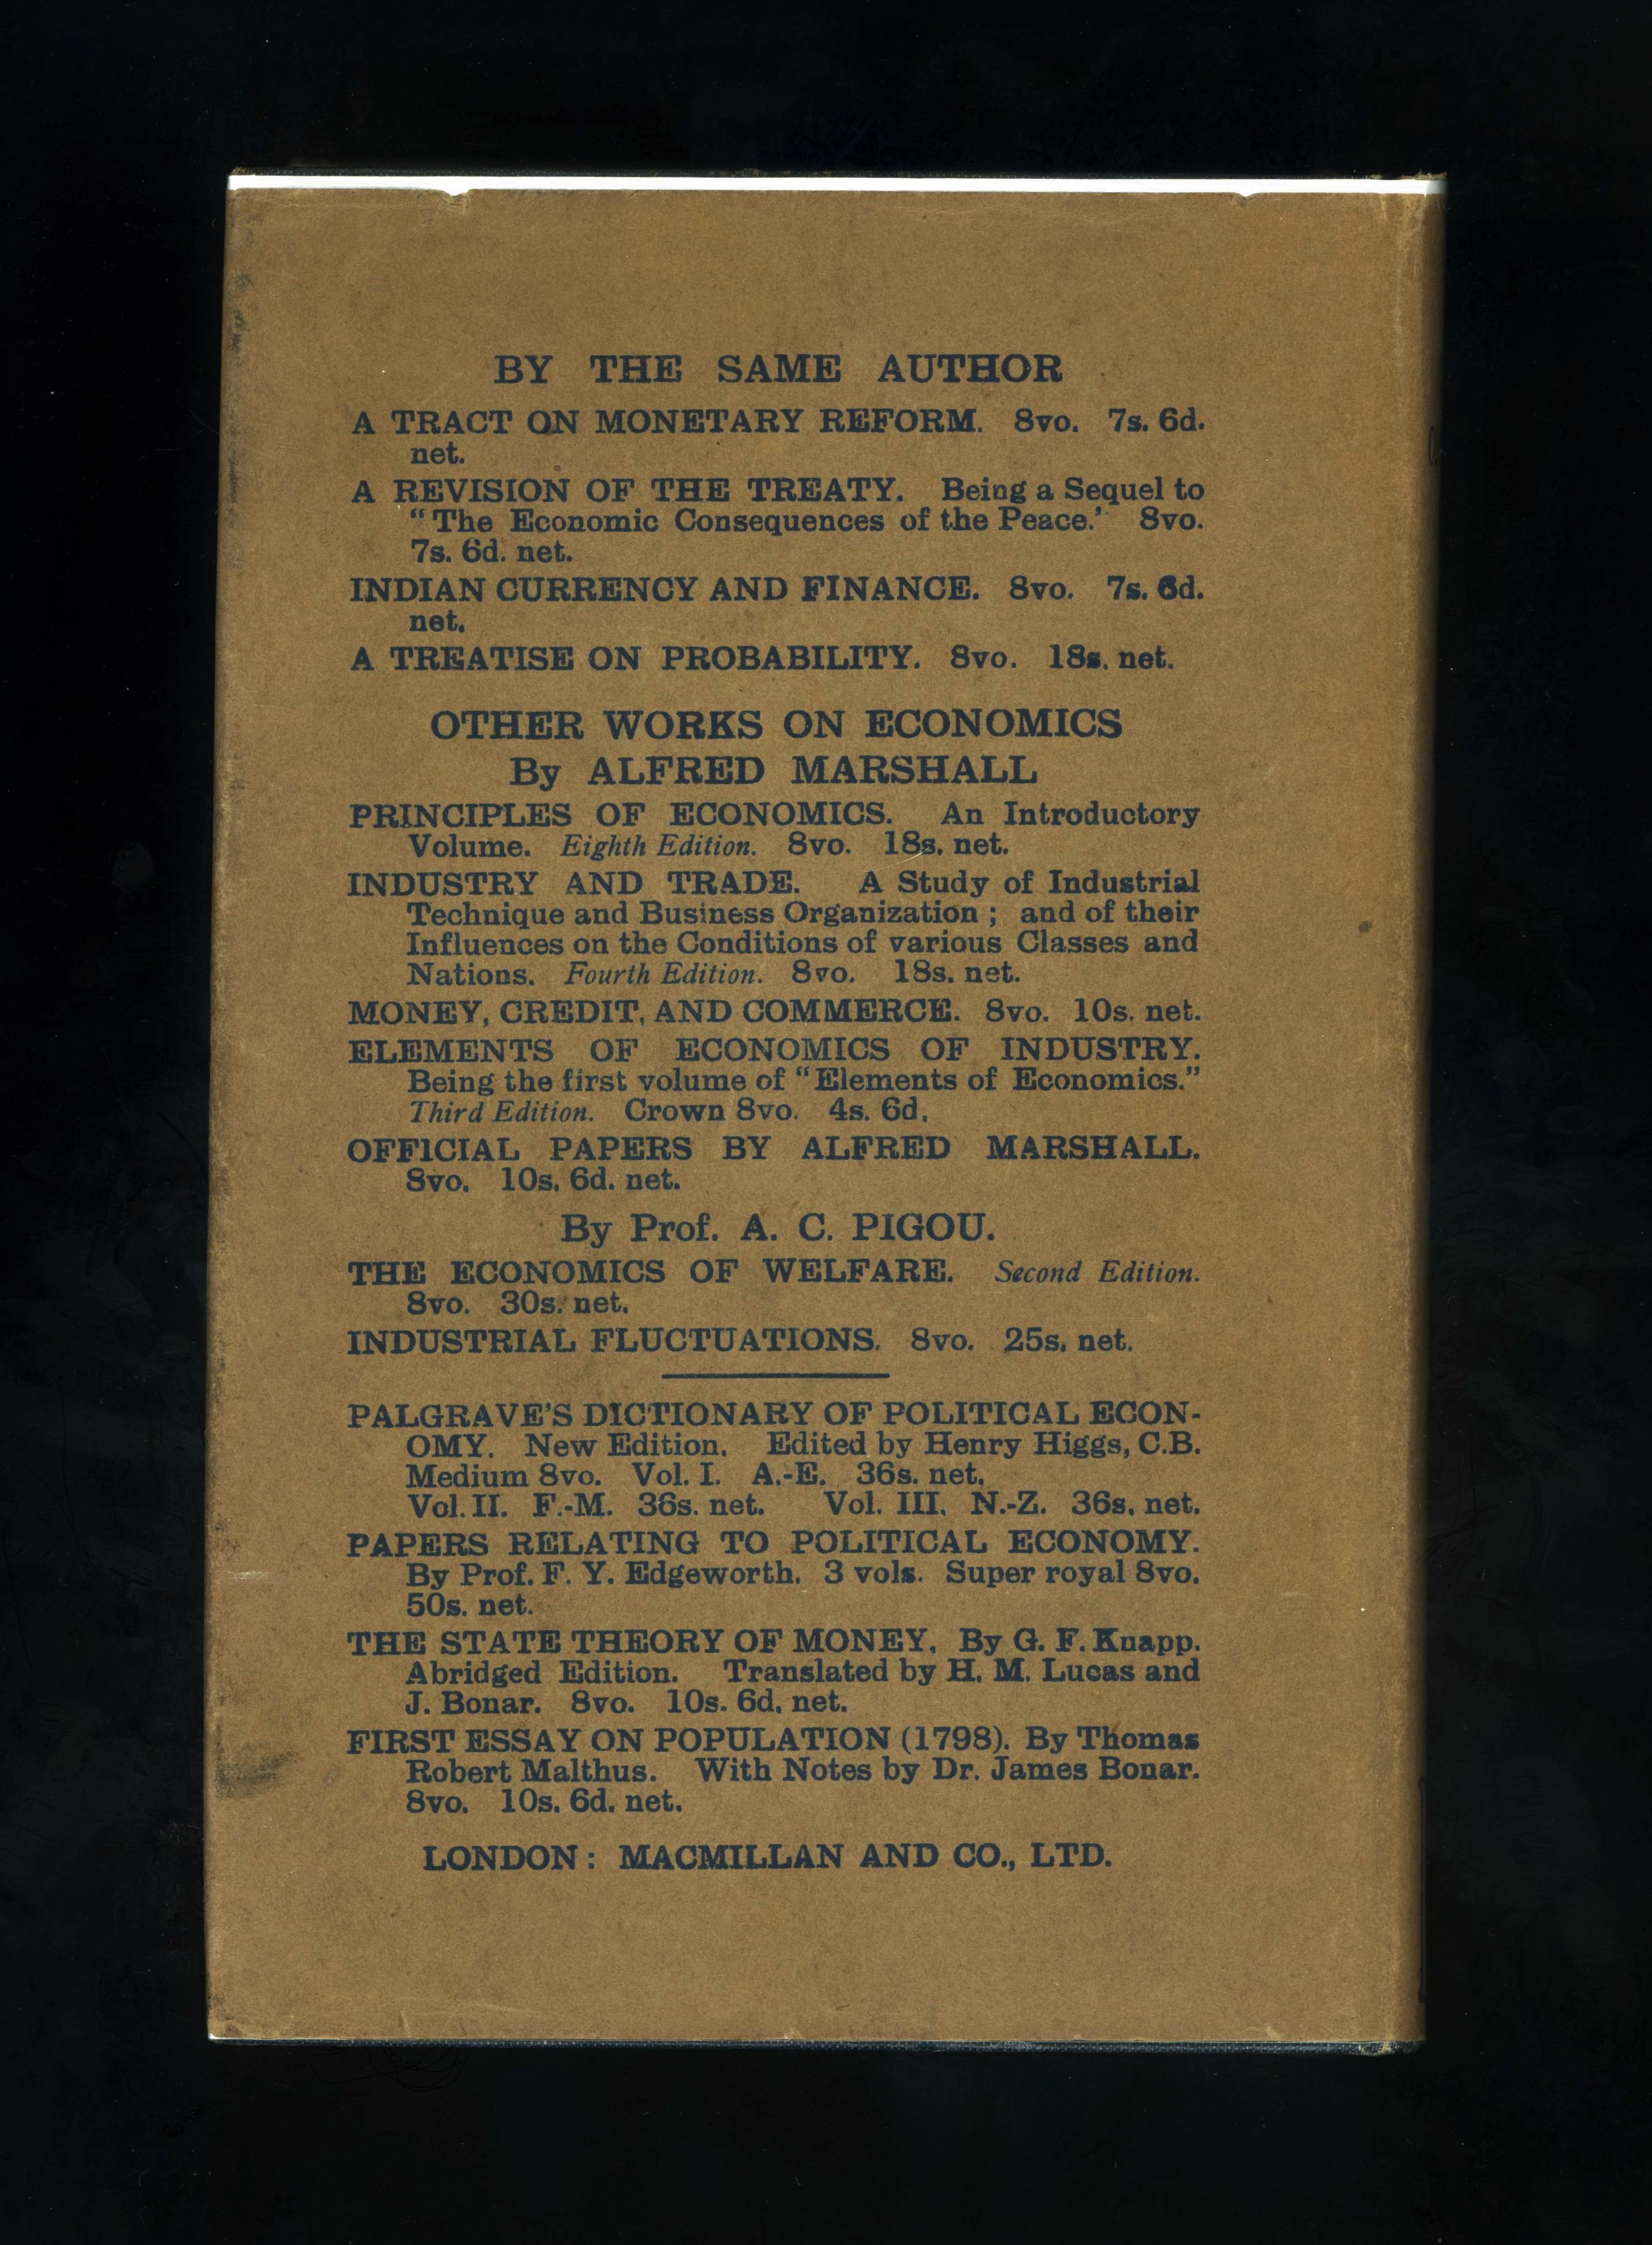 BY THE SAME AUTHOR
A TRACT ON MONETARY REFORM. 8vo. 7s. 6d.
net.
A REVISION OF THE TREATY. Being a Sequel to
“The Economic Consequences of the Peace.” 8vo.
7s. 6d. net.
INDIAN CURRENCY AND FINANCE. 8vo. 7s. 6d.
net.
A TREATISE ON PROBABILITY. 8vo. 18s. net.
OTHER WORKS ON ECONOMICS
By ALFRED MARSHALL
PRINCIPLES OF ECONOMICS. An Introductory
Volume. Eighth Edition. 8vo. 18s. net.
INDUSTRY AND TRADE. A Study of Industrial
Technique and Business Organization; and of their
Influences on the Conditions of various Classes and
Nations. Fourth Edition. 8vo. 18s. net.
MONEY, CREDIT, AND COMMERCE. 8vo. 10s. net.
ELEMENTS OF ECONOMICS OF INDUSTRY.
Being the first volume of “Elements of Economics.”
Third Edition. Crown 8vo. 4s. 6d.
OFFICIAL PAPERS BY ALFRED MARSHALL.
8vo. 10s. 6d. net.
By Prof. A. C. PIGOU.
THE ECONOMICS OF WELFARE. Second Edition.
8vo. 30s. net.
INDUSTRIAL FLUCTUATIONS. 8vo. 25s. net.
PALGRAVE’S DICTIONARY OF POLITICAL ECON-
OMY. New Edition. Edited by Henry Higgs, C.B.
Medium 8vo. Vol. I. A.-E. 36s. net.
Vol. II. F.-M. 36s. net. Vol. III. N.-Z. 36s. net.
PAPERS RELATING TO POLITICAL ECONOMY.
By Prof. F. Y. Edgeworth. 3 vols. Super royal 8vo.
50s. net.
THE STATE THEORY OF MONEY. By G. F. Knapp.
Abridged Edition. Translated by H. M. Lucas and
J. Bonar. 8vo. 10s. 6d. net.
FIRST ESSAY ON POPULATION (1798). By Thomas
Robert Malthus. With Notes by Dr. James Bonar.
8vo. 10s. 6d. net.
LONDON: MACMILLAN AND CO., LTD.